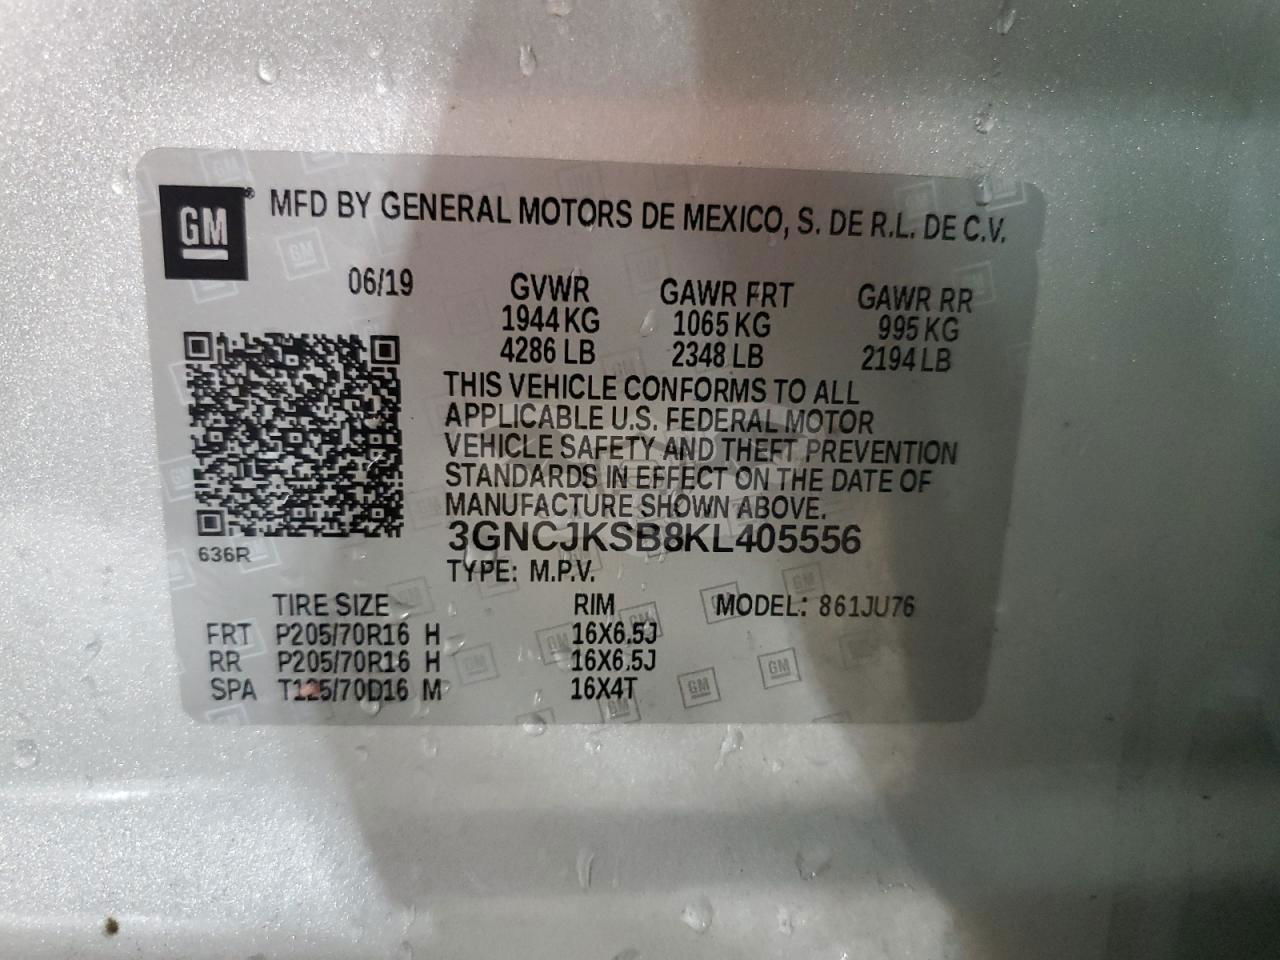 GM ® MFD BY GENERAL MOTORS DE MEXICO, S. DE R.L. DE C.V.
06/19 GVWR GAWR FRT GAWR RR
1944 KG 1065 KG 995 KG
4286 LB 2348 LB 2194 LB
THIS VEHICLE CONFORMS TO ALL
APPLICABLE U.S. FEDERAL MOTOR
VEHICLE SAFETY AND THEFT PREVENTION
STANDARDS IN EFFECT ON THE DATE OF
MANUFACTURE SHOWN ABOVE.
3GNCJKSB8KL405556
636R
TYPE: M.P.V.
TIRE SIZE RIM MODEL: 861JU76
FRT P205/70R16 H 16X6.5J
RR P205/70R16 H 16X6.5J
SPA T125/70D16 M 16X4T